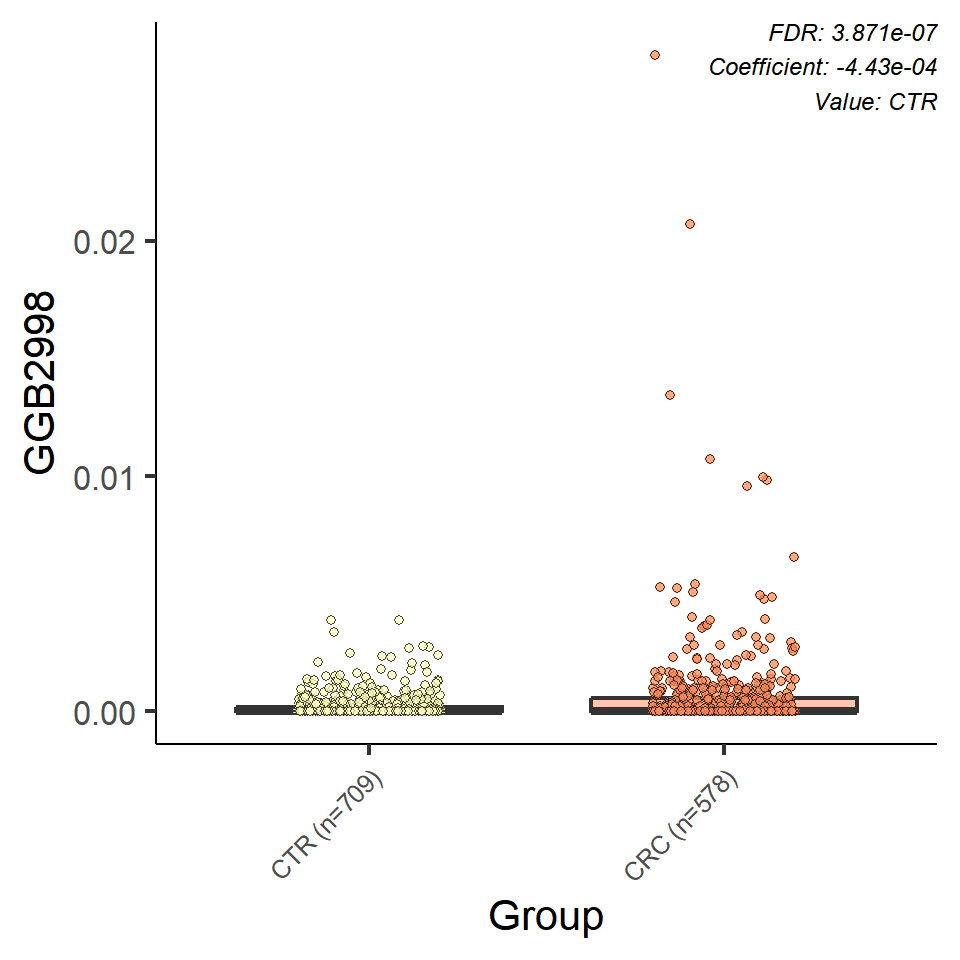 FDR: 3.871e-07
Coefficient: -4.43e-04
Value: CTR
0.02
0.01
0.00
GGB2998
CTR (n=709)
CRC (n=578)
Group